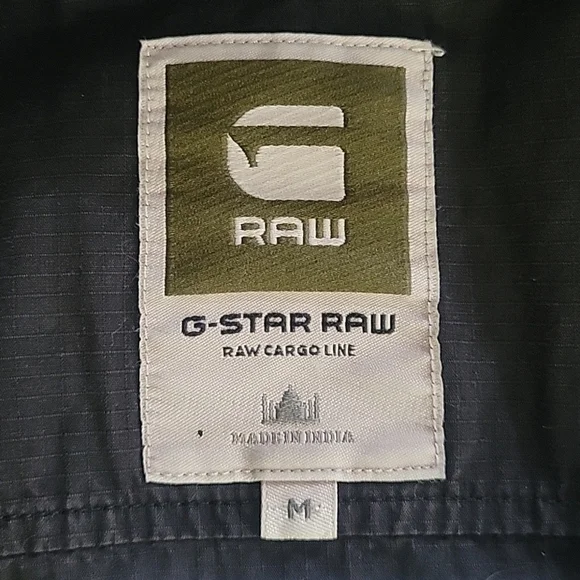 RAW
G-STAR RAW
RAW CARGO LINE
MADE IN INDIA
M